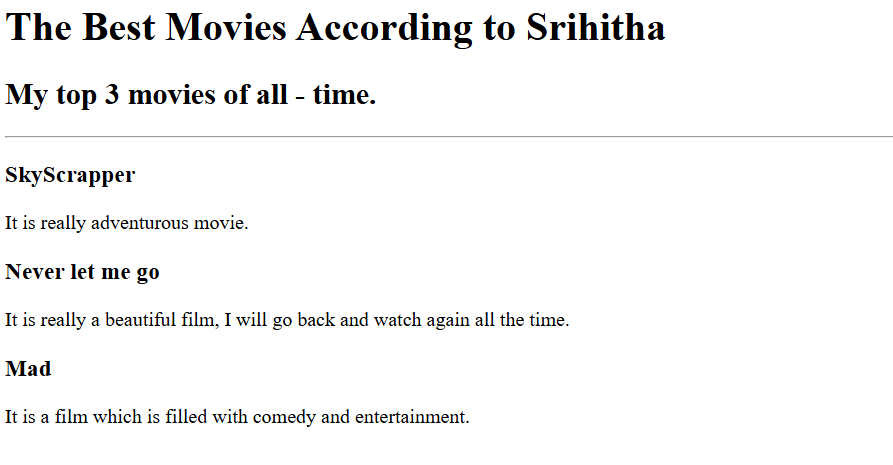 The Best Movies According to Srihitha
My top 3 movies of all - time.
SkyScrapper
It is really adventurous movie.
Never let me go
It is really a beautiful film, I will go back and watch again all the time.
Mad
It is a film which is filled with comedy and entertainment.